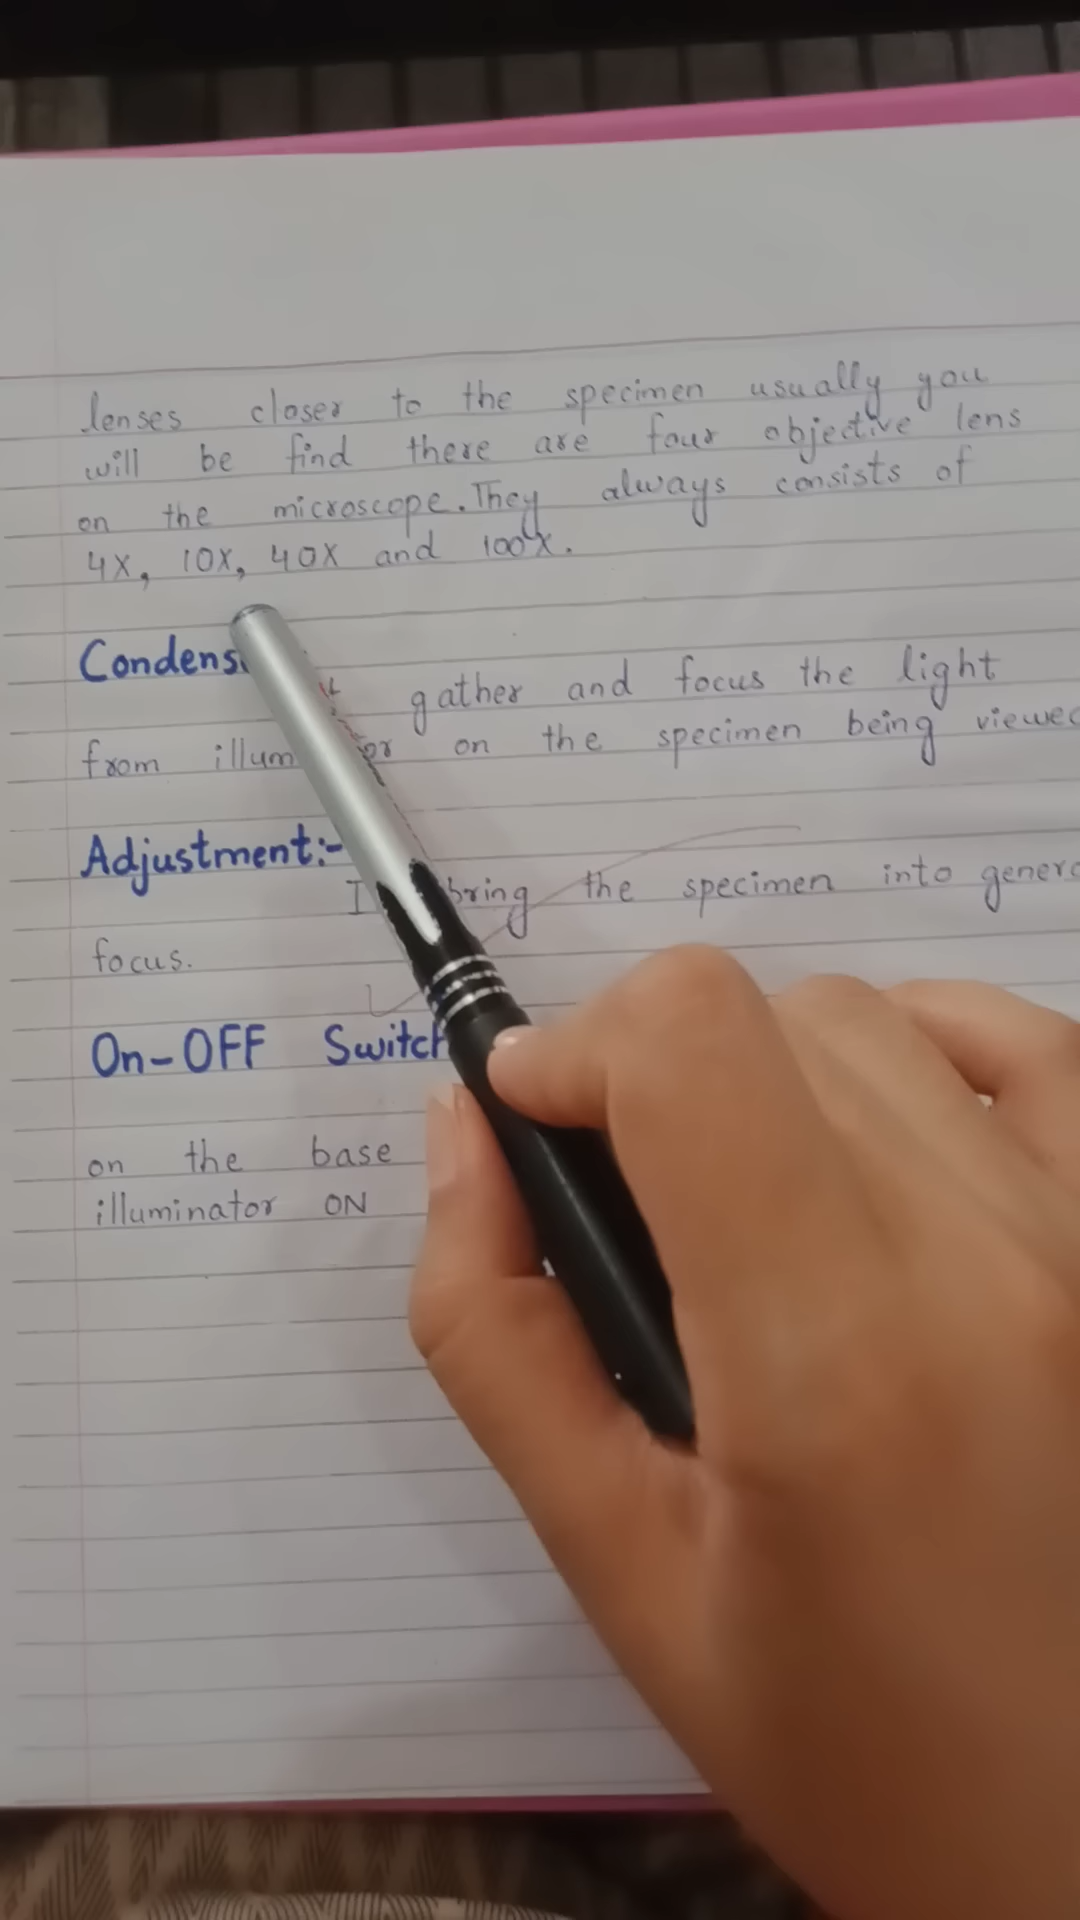 lenses closer to the specimen usually you
will be find there are four objective lens
on the microscope. They always consists of
4X, 10X, 40X and 100X.
gather and focus the light
from on the specimen being
Adjustment:-
bring the specimen into
focus.
On-OFF Switch
on the base
illuminator ON